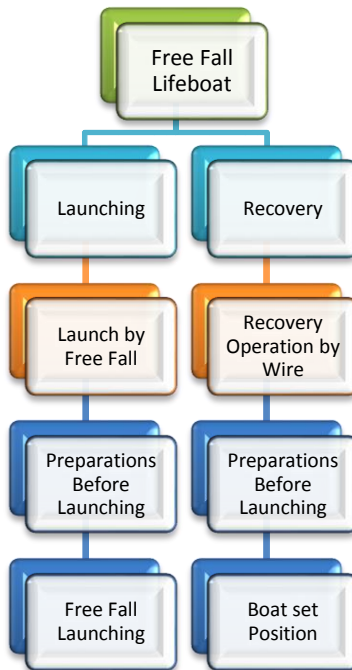 Free Fall
Lifeboat
Launching
Recovery
Launch by
Free Fall
Recovery
Operation by
Wire
Preparations
Before
Launching
Preparations
Before
Launching
Free Fall
Launching
Boat set
Position